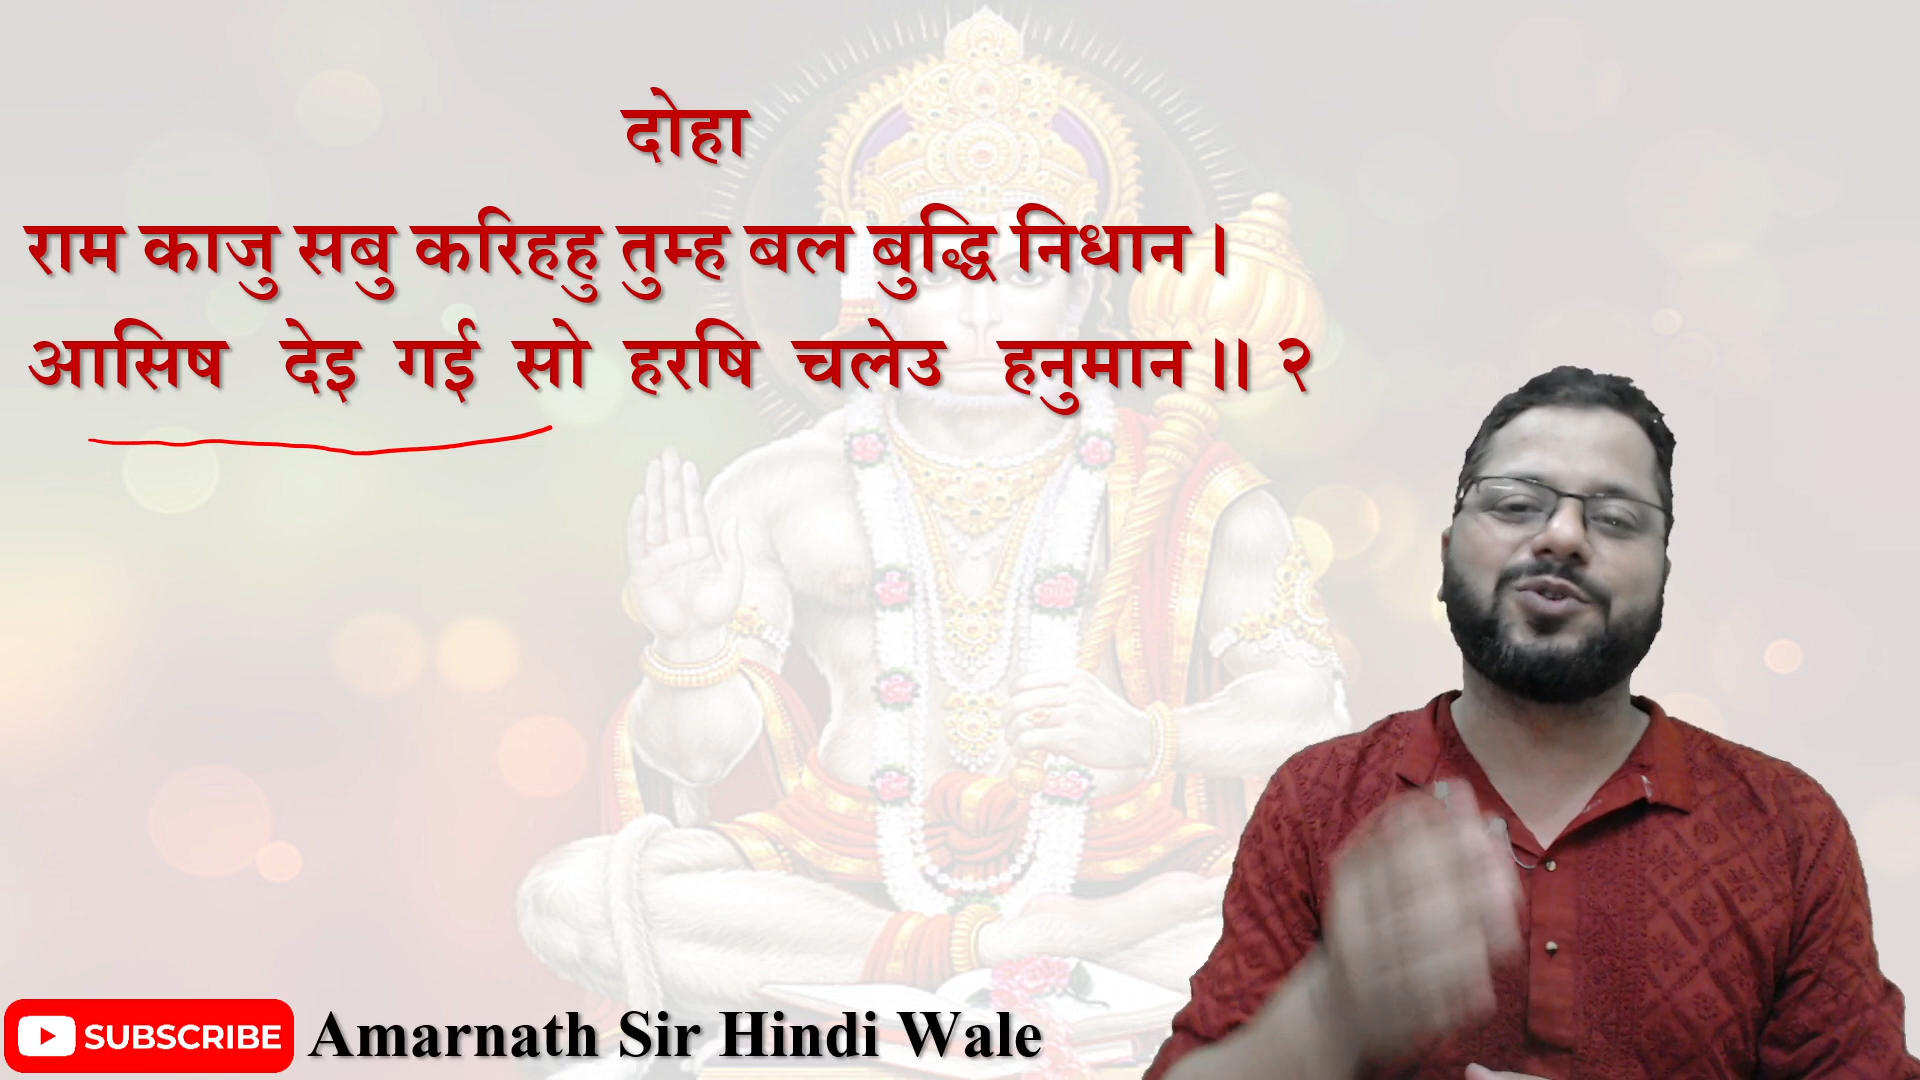 दोहा
राम काजु सबु करिहहु तुम्ह बल बुद्धि निधान।
आसिष देइ गई सो हरषि चलेउ हनुमान॥ २
SUBSCRIBE Amarnath Sir Hindi Wale